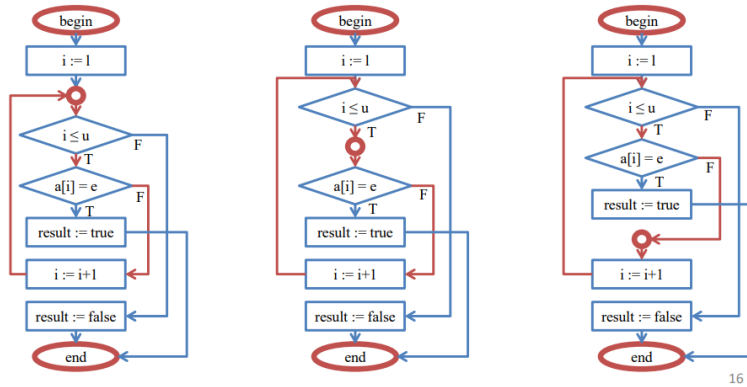 begin
i := l
i ≤ u
T
F
a[i] = e
T
F
result := true
i := i+1
result := false
end
begin
i := l
i ≤ u
T
F
a[i] = e
T
F
result := true
i := i+1
result := false
end
begin
i := l
i ≤ u
T
F
a[i] = e
T
F
result := true
i := i+1
result := false
end
16